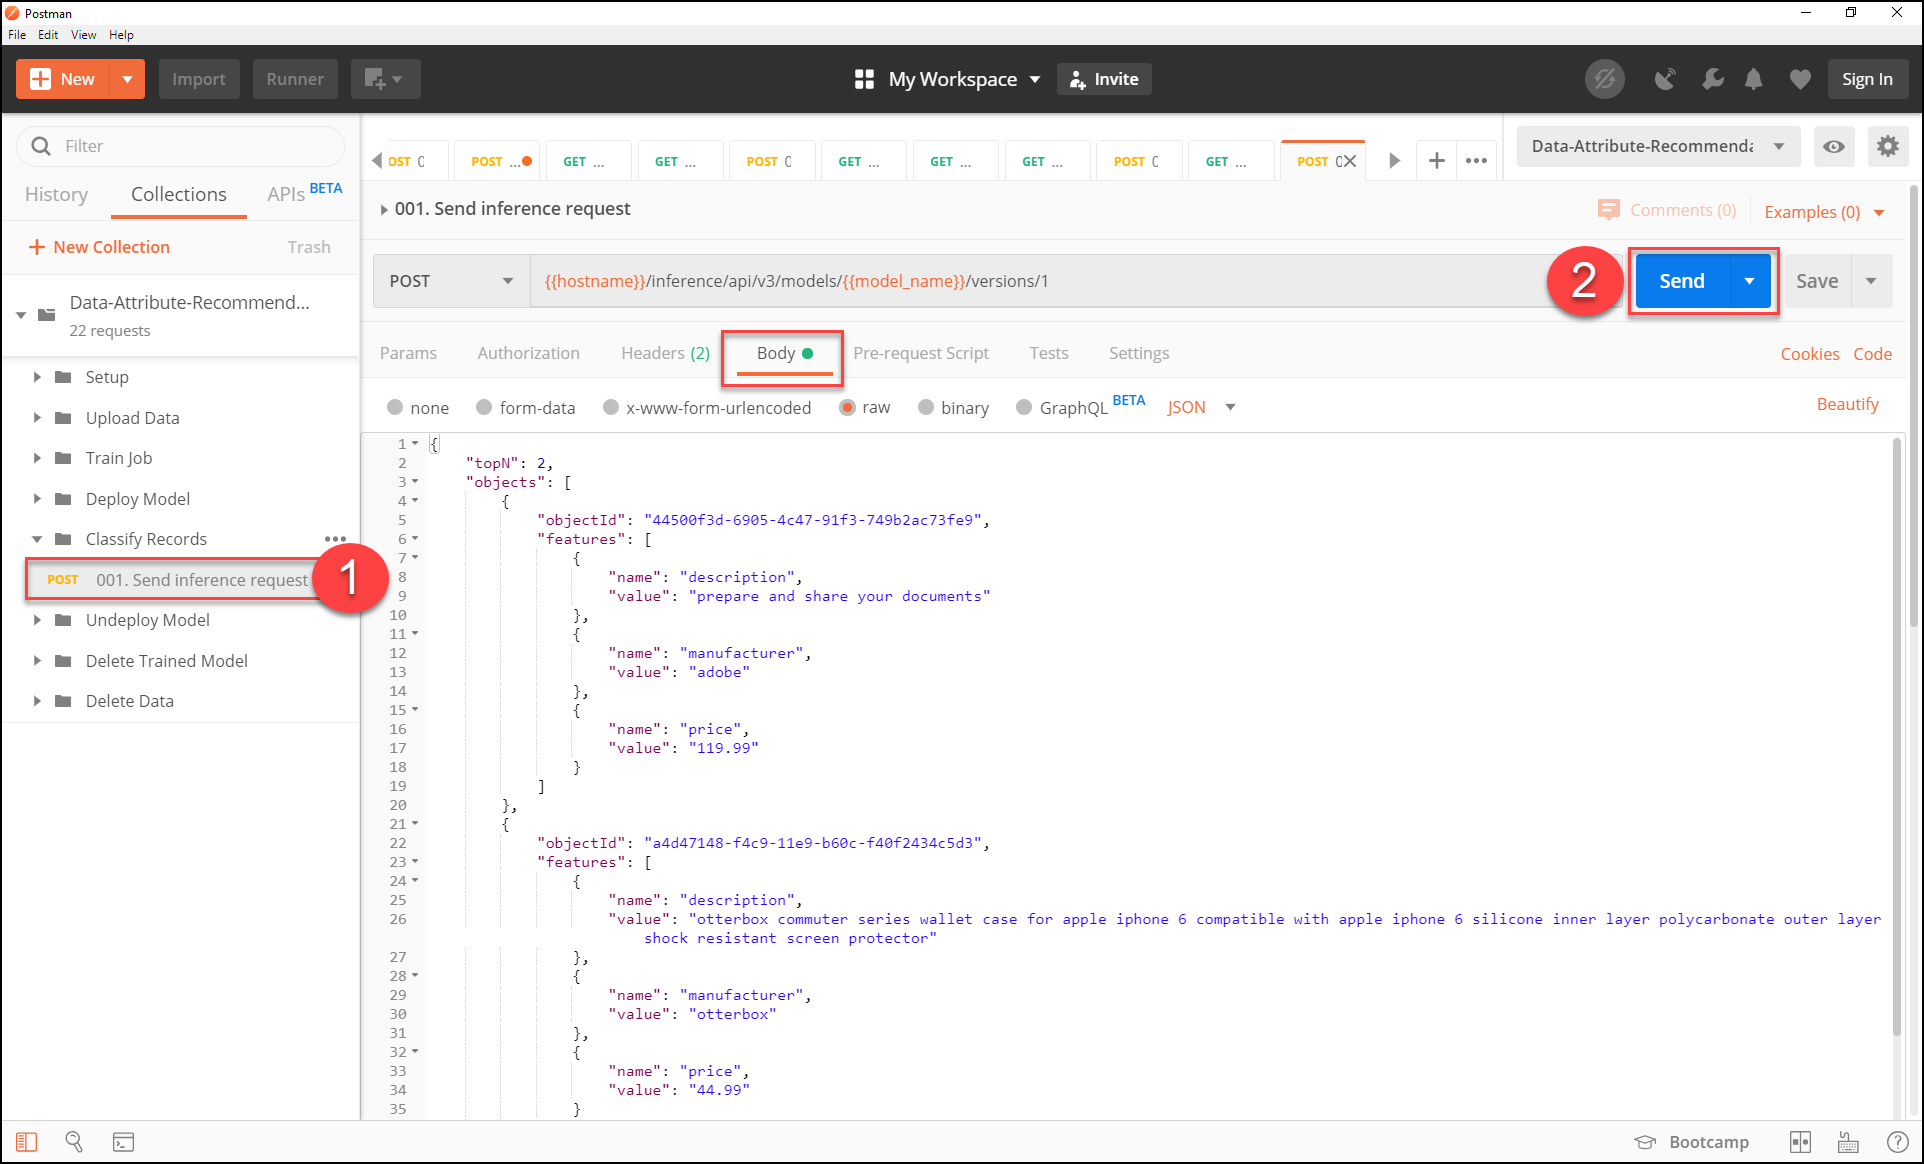 Postman
File Edit View Help
New Import Runner My Workspace Invite Sign In
Filter
History Collections APIs BETA
New Collection Trash
Data-Attribute-Recommend...
22 requests
Setup
Upload Data
Train Job
Deploy Model
Classify Records
POST 001. Send inference request 1
Undeploy Model
Delete Trained Model
Delete Data
POST ... GET ... GET ... POST GET ... GET ... GET ... POST GET ... POST
Data-Attribute-Recommend
001. Send inference request
Comments (0) Examples (0)
POST {{hostname}}/inference/api/v3/models/{{model_name}}/versions/1 2 Send Save
Params Authorization Headers (2) Body Pre-request Script Tests Settings Cookies Code
none form-data x-www-form-urlencoded raw binary GraphQL BETA JSON Beautify
1 {
2 "topN": 2,
3 "objects": [
4 {
5 "objectId": "44500f3d-6905-4c47-91f3-749b2ac73fe9",
6 "features": [
7 {
8 "name": "description",
9 "value": "prepare and share your documents"
10 },
11 {
12 "name": "manufacturer",
13 "value": "adobe"
14 },
15 {
16 "name": "price",
17 "value": "119.99"
18 }
19 ]
20 },
21 {
22 "objectId": "a4d47148-f4c9-11e9-b60c-f40f2434c5d3",
23 "features": [
24 {
25 "name": "description",
26 "value": "otterbox commuter series wallet case for apple iphone 6 compatible with apple iphone 6 silicone inner layer polycarbonate outer layer
shock resistant screen protector"
27 },
28 {
29 "name": "manufacturer",
30 "value": "otterbox"
31 },
32 {
33 "name": "price",
34 "value": "44.99"
35 }
Bootcamp